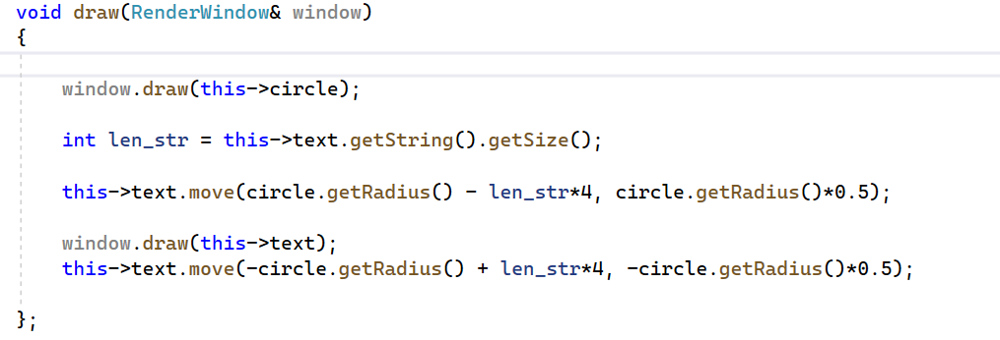 void draw(RenderWindow& window)
{
window.draw(this->circle);
int len_str = this->text.getString().getSize();
this->text.move(circle.getRadius() - len_str*4, circle.getRadius()*0.5);
window.draw(this->text);
this->text.move(-circle.getRadius() + len_str*4, -circle.getRadius()*0.5);
};